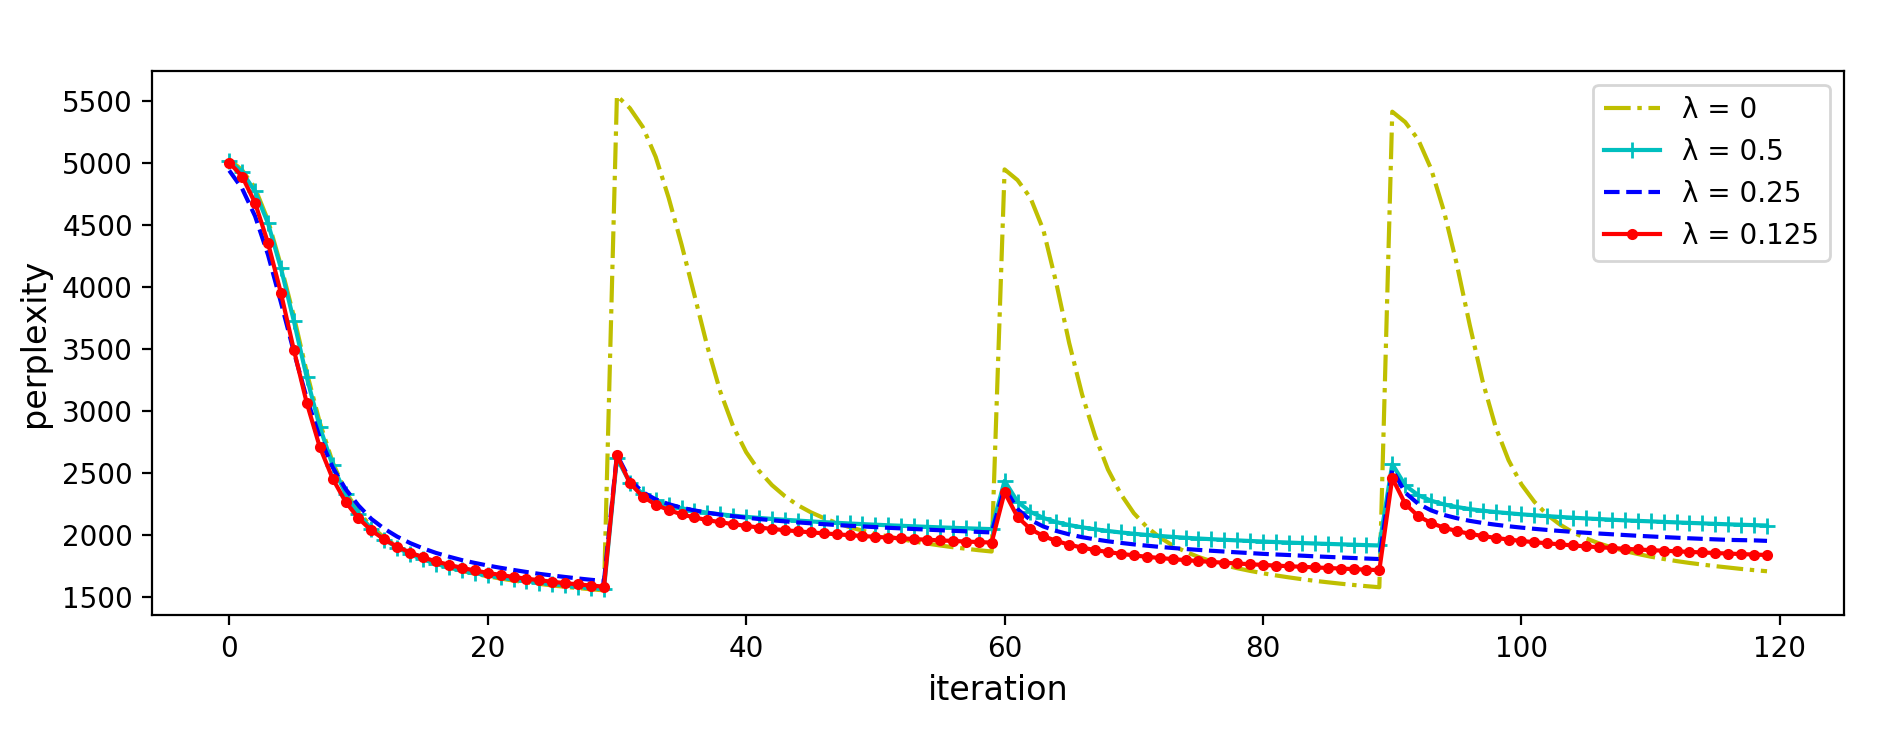 5500
5000
4500
4000
3500
3000
2500
2000
1500
perplexity
λ = 0
λ = 0.5
λ = 0.25
λ = 0.125
0 20 40 60 80 100 120
iteration